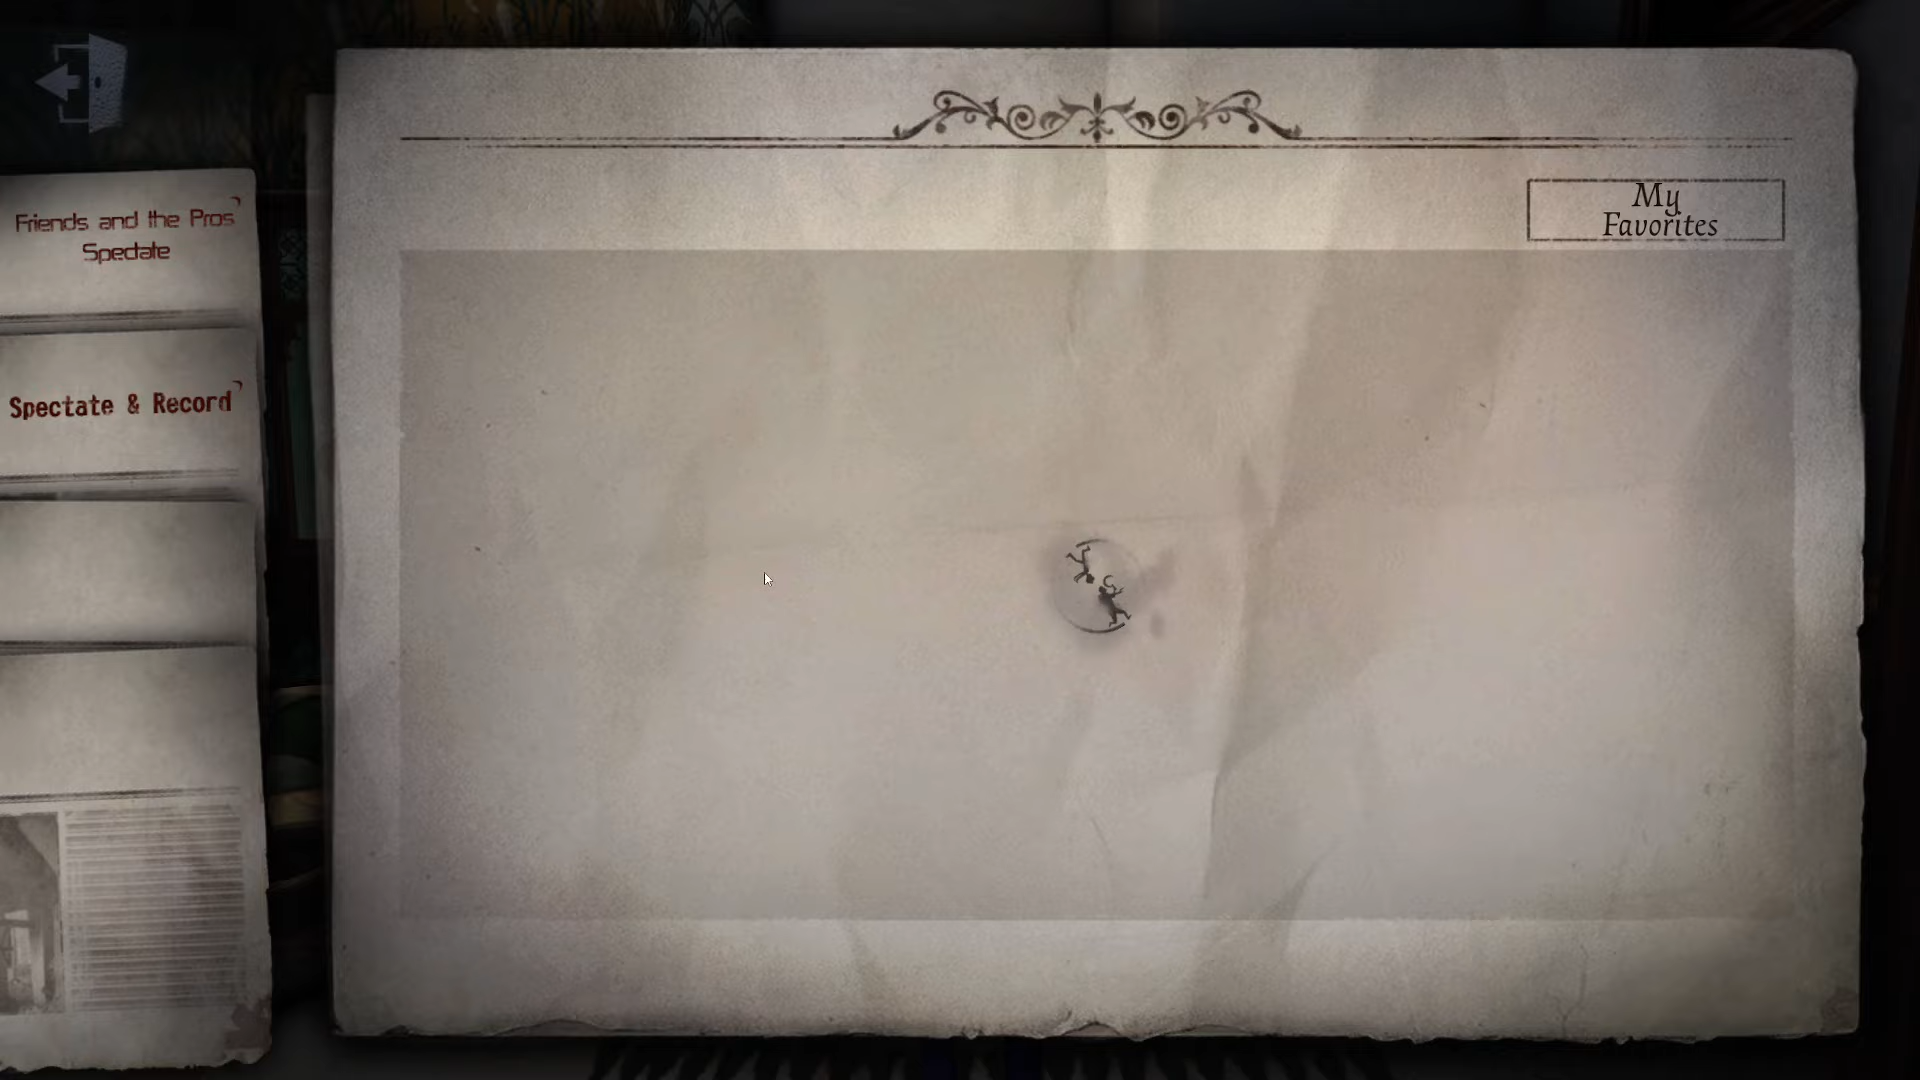 Friends and the Pros
Spectate
Spectate & Record
My
Favorites